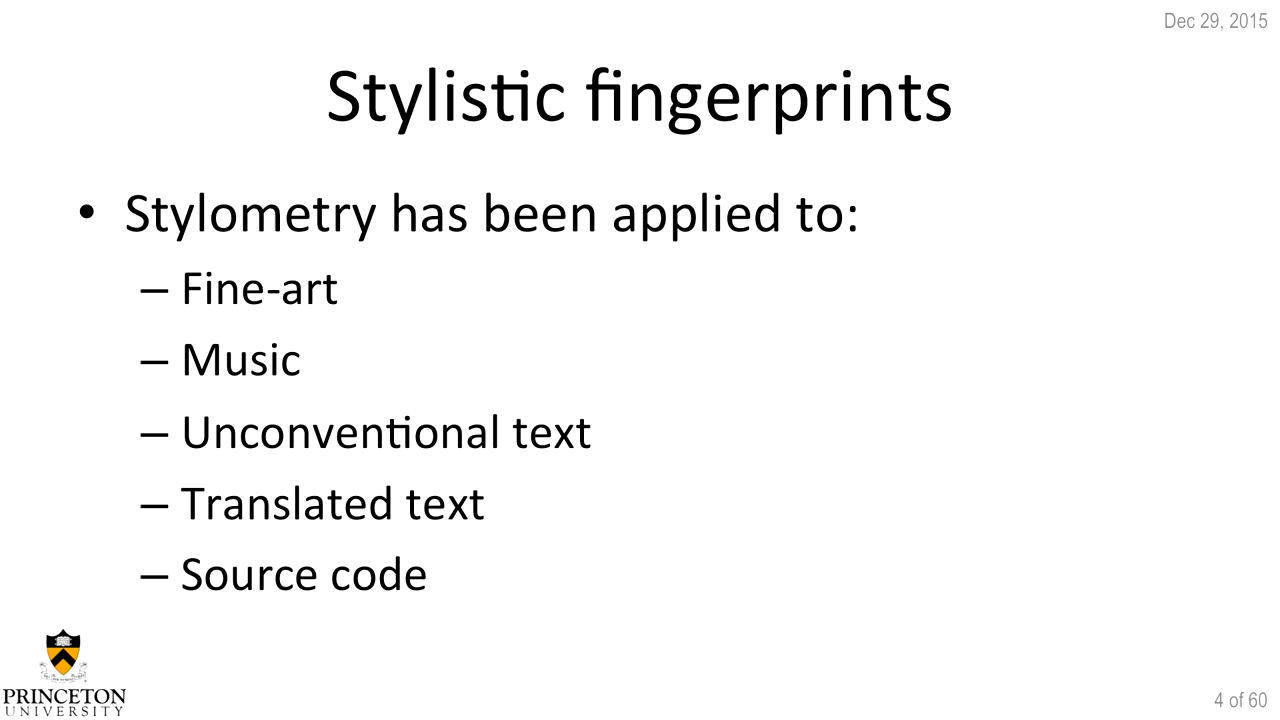 Dec 29, 2015
Stylistic fingerprints
• Stylometry has been applied to:
– Fine-art
– Music
– Unconventional text
– Translated text
– Source code
PRINCETON
UNIVERSITY
4 of 60